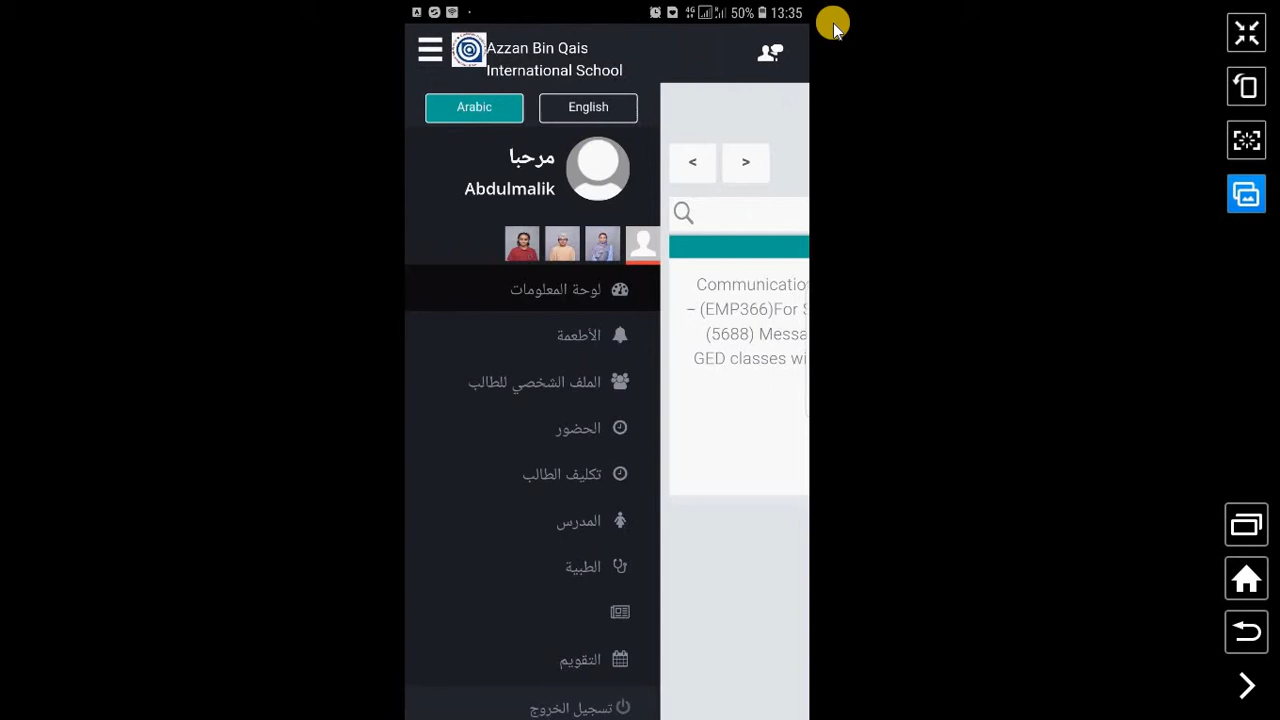 50% 13:35
Azzan Bin Qais
International School
Arabic
English
مرحبا
Abdulmalik
< >
لوحة المعلومات
الأطعمة
الملف الشخصي للطالب
الحضور
تكليف الطالب
المدرس
الطبية
التقويم
تسجيل الخروج
Communicatio
– (EMP366)For S
(5688) Messa
GED classes wi